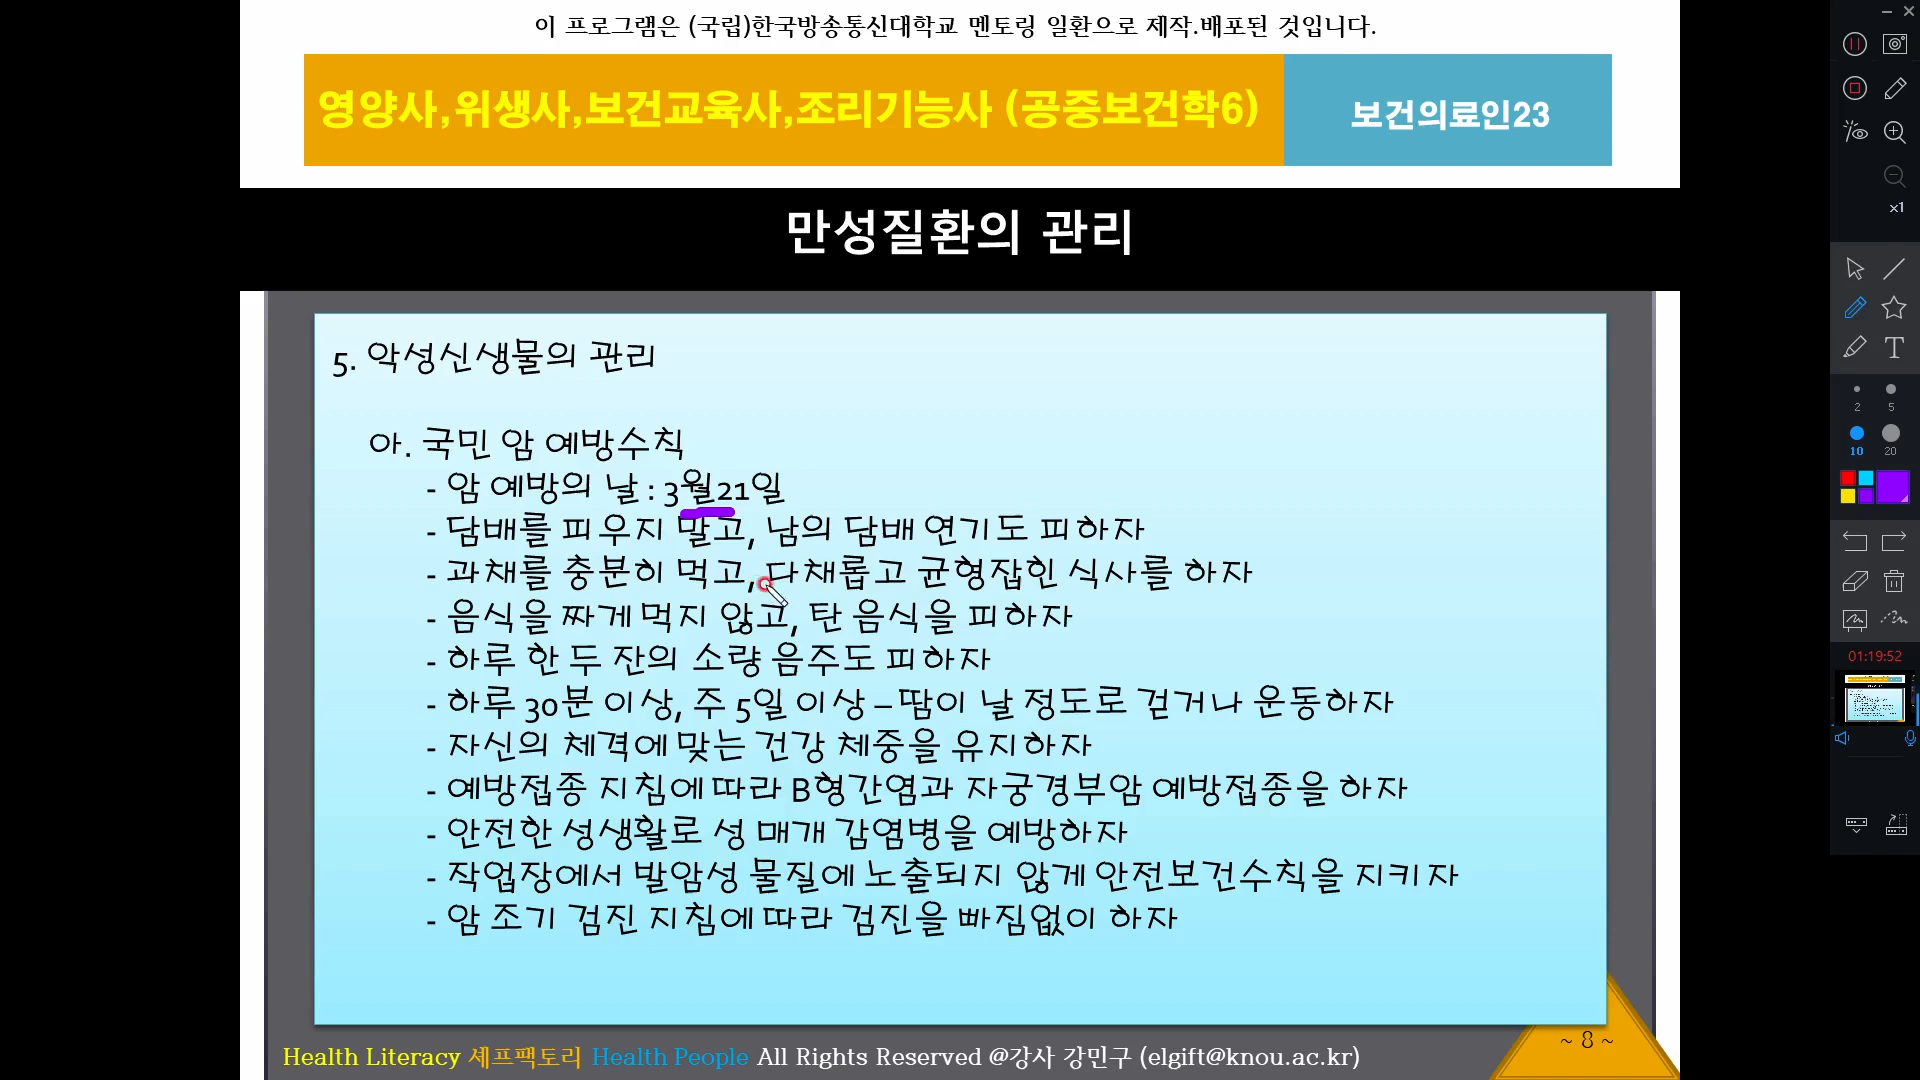 이 프로그램은 (국립)한국방송통신대학교 멘토링 일환으로 제작.배포된 것입니다.
영양사,위생사,보건교육사,조리기능사 (공중보건학6)
보건의료인23
만성질환의 관리
5. 악성신생물의 관리
아. 국민 암 예방수칙
- 암 예방의 날 : 3월21일
- 담배를 피우지 말고, 남의 담배 연기도 피하자
- 과채를 충분히 먹고, 다채롭고 균형잡힌 식사를 하자
- 음식을 짜게 먹지 않고, 탄 음식을 피하자
- 하루 한 두 잔의 소량 음주도 피하자
- 하루 30분 이상, 주 5일 이상 – 땀이 날 정도로 걷거나 운동하자
- 자신의 체격에 맞는 건강 체중을 유지하자
- 예방접종 지침에 따라 B형간염과 자궁경부암 예방접종을 하자
- 안전한 성생활로 성 매개 감염병을 예방하자
- 작업장에서 발암성 물질에 노출되지 않게 안전보건수칙을 지키자
- 암 조기 검진 지침에 따라 검진을 빠짐없이 하자
~ 8 ~
Health Literacy 셰프팩토리 Health People All Rights Reserved @강사 강민구 (elgift@knou.ac.kr)
x1
T
2 5
10 20
01:19:52